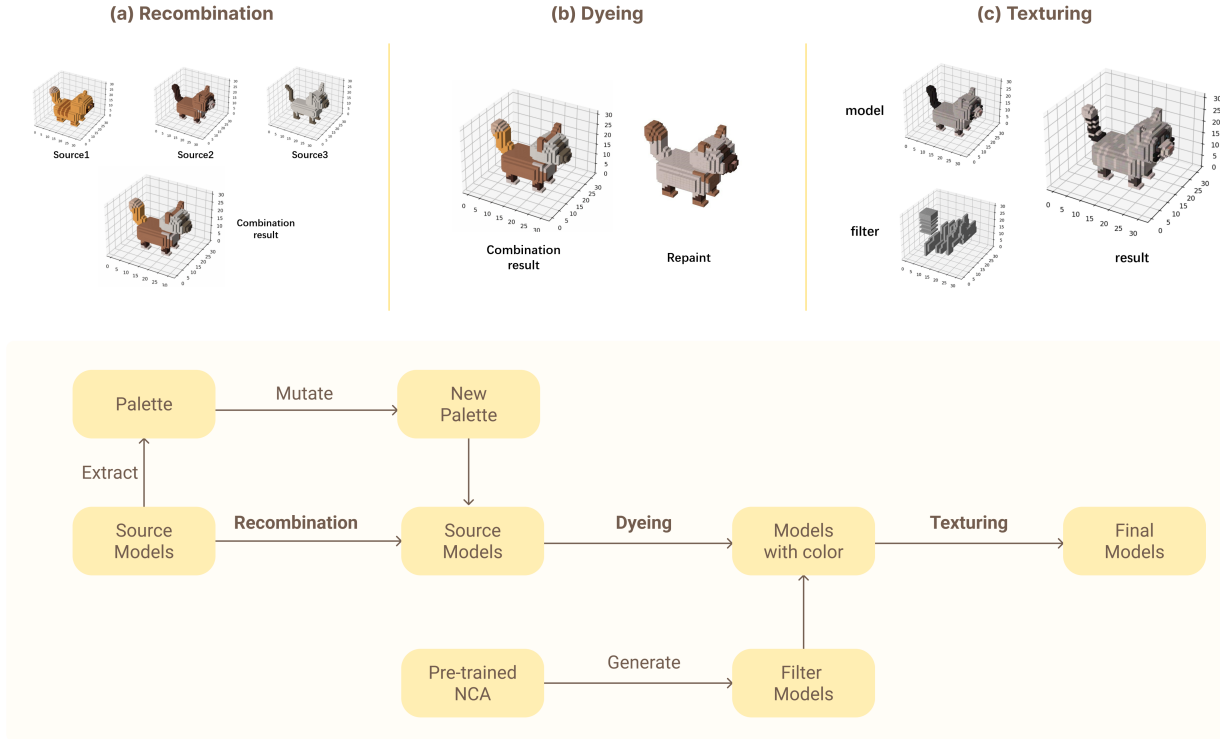 (a) Recombination
(b) Dyeing
(c) Texturing
Source1
Source2
Source3
Combination
result
Combination
result
Repaint
model
filter
result
Palette
Mutate
New
Palette
Extract
Source
Models
Recombination
Source
Models
Dyeing
Models
with color
Texturing
Final
Models
Pre-trained
NCA
Generate
Filter
Models